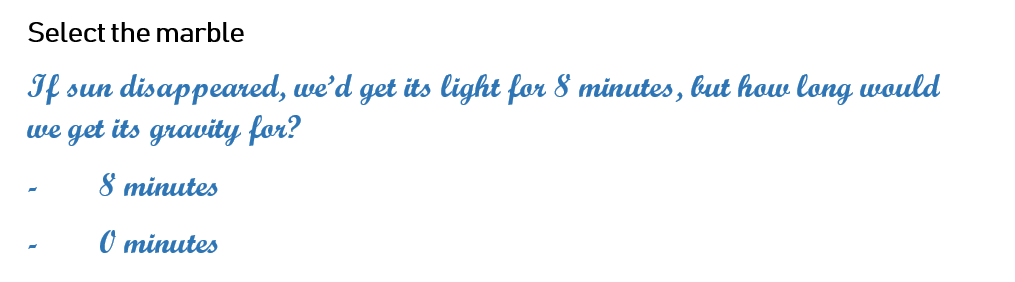 Select the marble
If sun disappeared, we'd get its light for 8 minutes, but how long would
we get its gravity for?
- 8 minutes
- 0 minutes